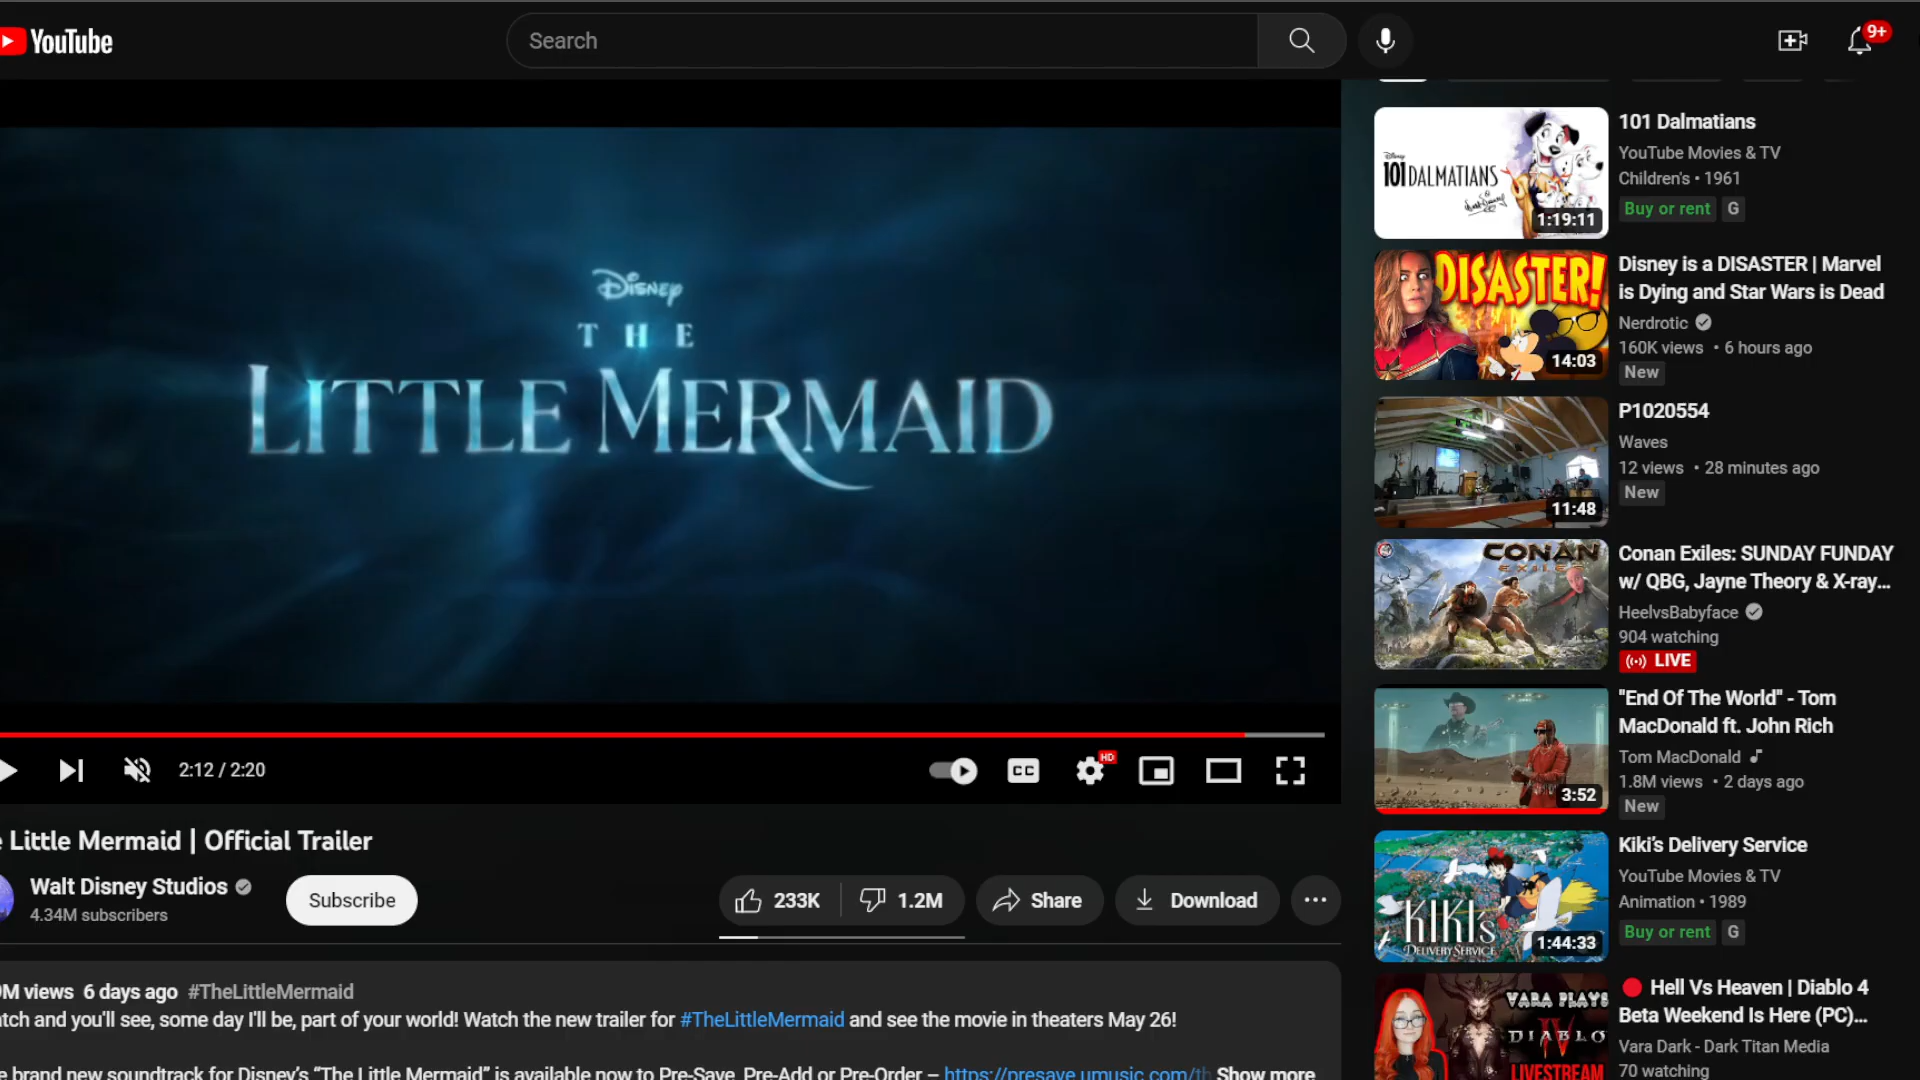 YouTube
Search
9+
Disney
THE
LITTLE MERMAID
2:12 / 2:20
CC
HD
Little Mermaid | Official Trailer
Walt Disney Studios
4.34M subscribers
Subscribe
233K
1.2M
Share
Download
M views 6 days ago #TheLittleMermaid
and you'll see, some day I'll be, part of your world! Watch the new trailer for #TheLittleMermaid and see the movie in theaters May 26!
brand new soundtrack for Disney's “The Little Mermaid” is available now to Pre-Save, Pre-Add or Pre-Order – https://presave.umusic.com/th Show more
Disney
101 DALMATIANS
1:19:11
101 Dalmatians
YouTube Movies & TV
Children's • 1961
Buy or rent G
DISASTER!
14:03
Disney is a DISASTER | Marvel
is Dying and Star Wars is Dead
Nerdrotic
160K views • 6 hours ago
New
11:48
P1020554
Waves
12 views • 28 minutes ago
New
CONAN
EXILES
Conan Exiles: SUNDAY FUNDAY
w/ QBG, Jayne Theory & X-ray...
HeelvsBabyface
904 watching
LIVE
3:52
"End Of The World" - Tom
MacDonald ft. John Rich
Tom MacDonald
1.8M views • 2 days ago
New
KIKI's
DELIVERY SERVICE
1:44:33
Kiki's Delivery Service
YouTube Movies & TV
Animation • 1989
Buy or rent G
VARA PLAYS
DIABLO
IV
LIVESTREAM
Hell Vs Heaven | Diablo 4
Beta Weekend Is Here (PC)...
Vara Dark - Dark Titan Media
70 watching